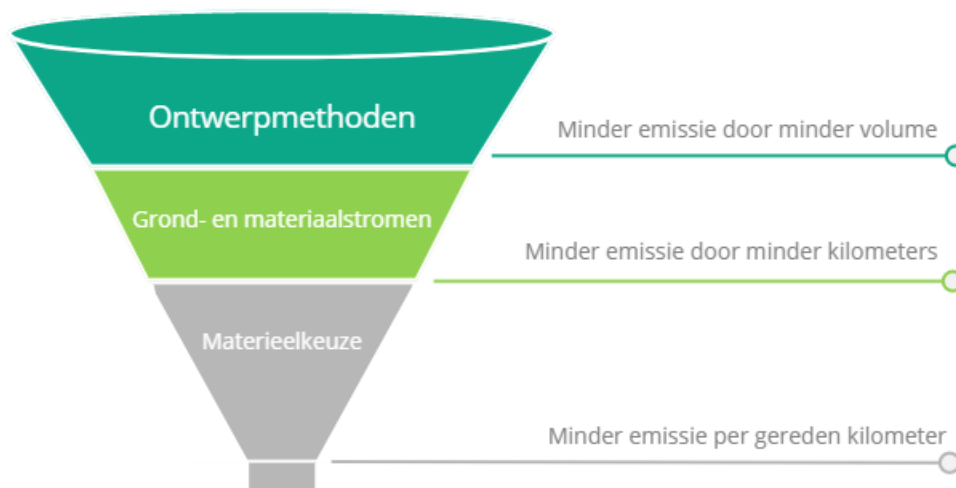 Ontwerpmethoden
Minder emissie door minder volume
Grond- en materiaalstromen
Minder emissie door minder kilometers
Materieelkeuze
Minder emissie per gereden kilometer